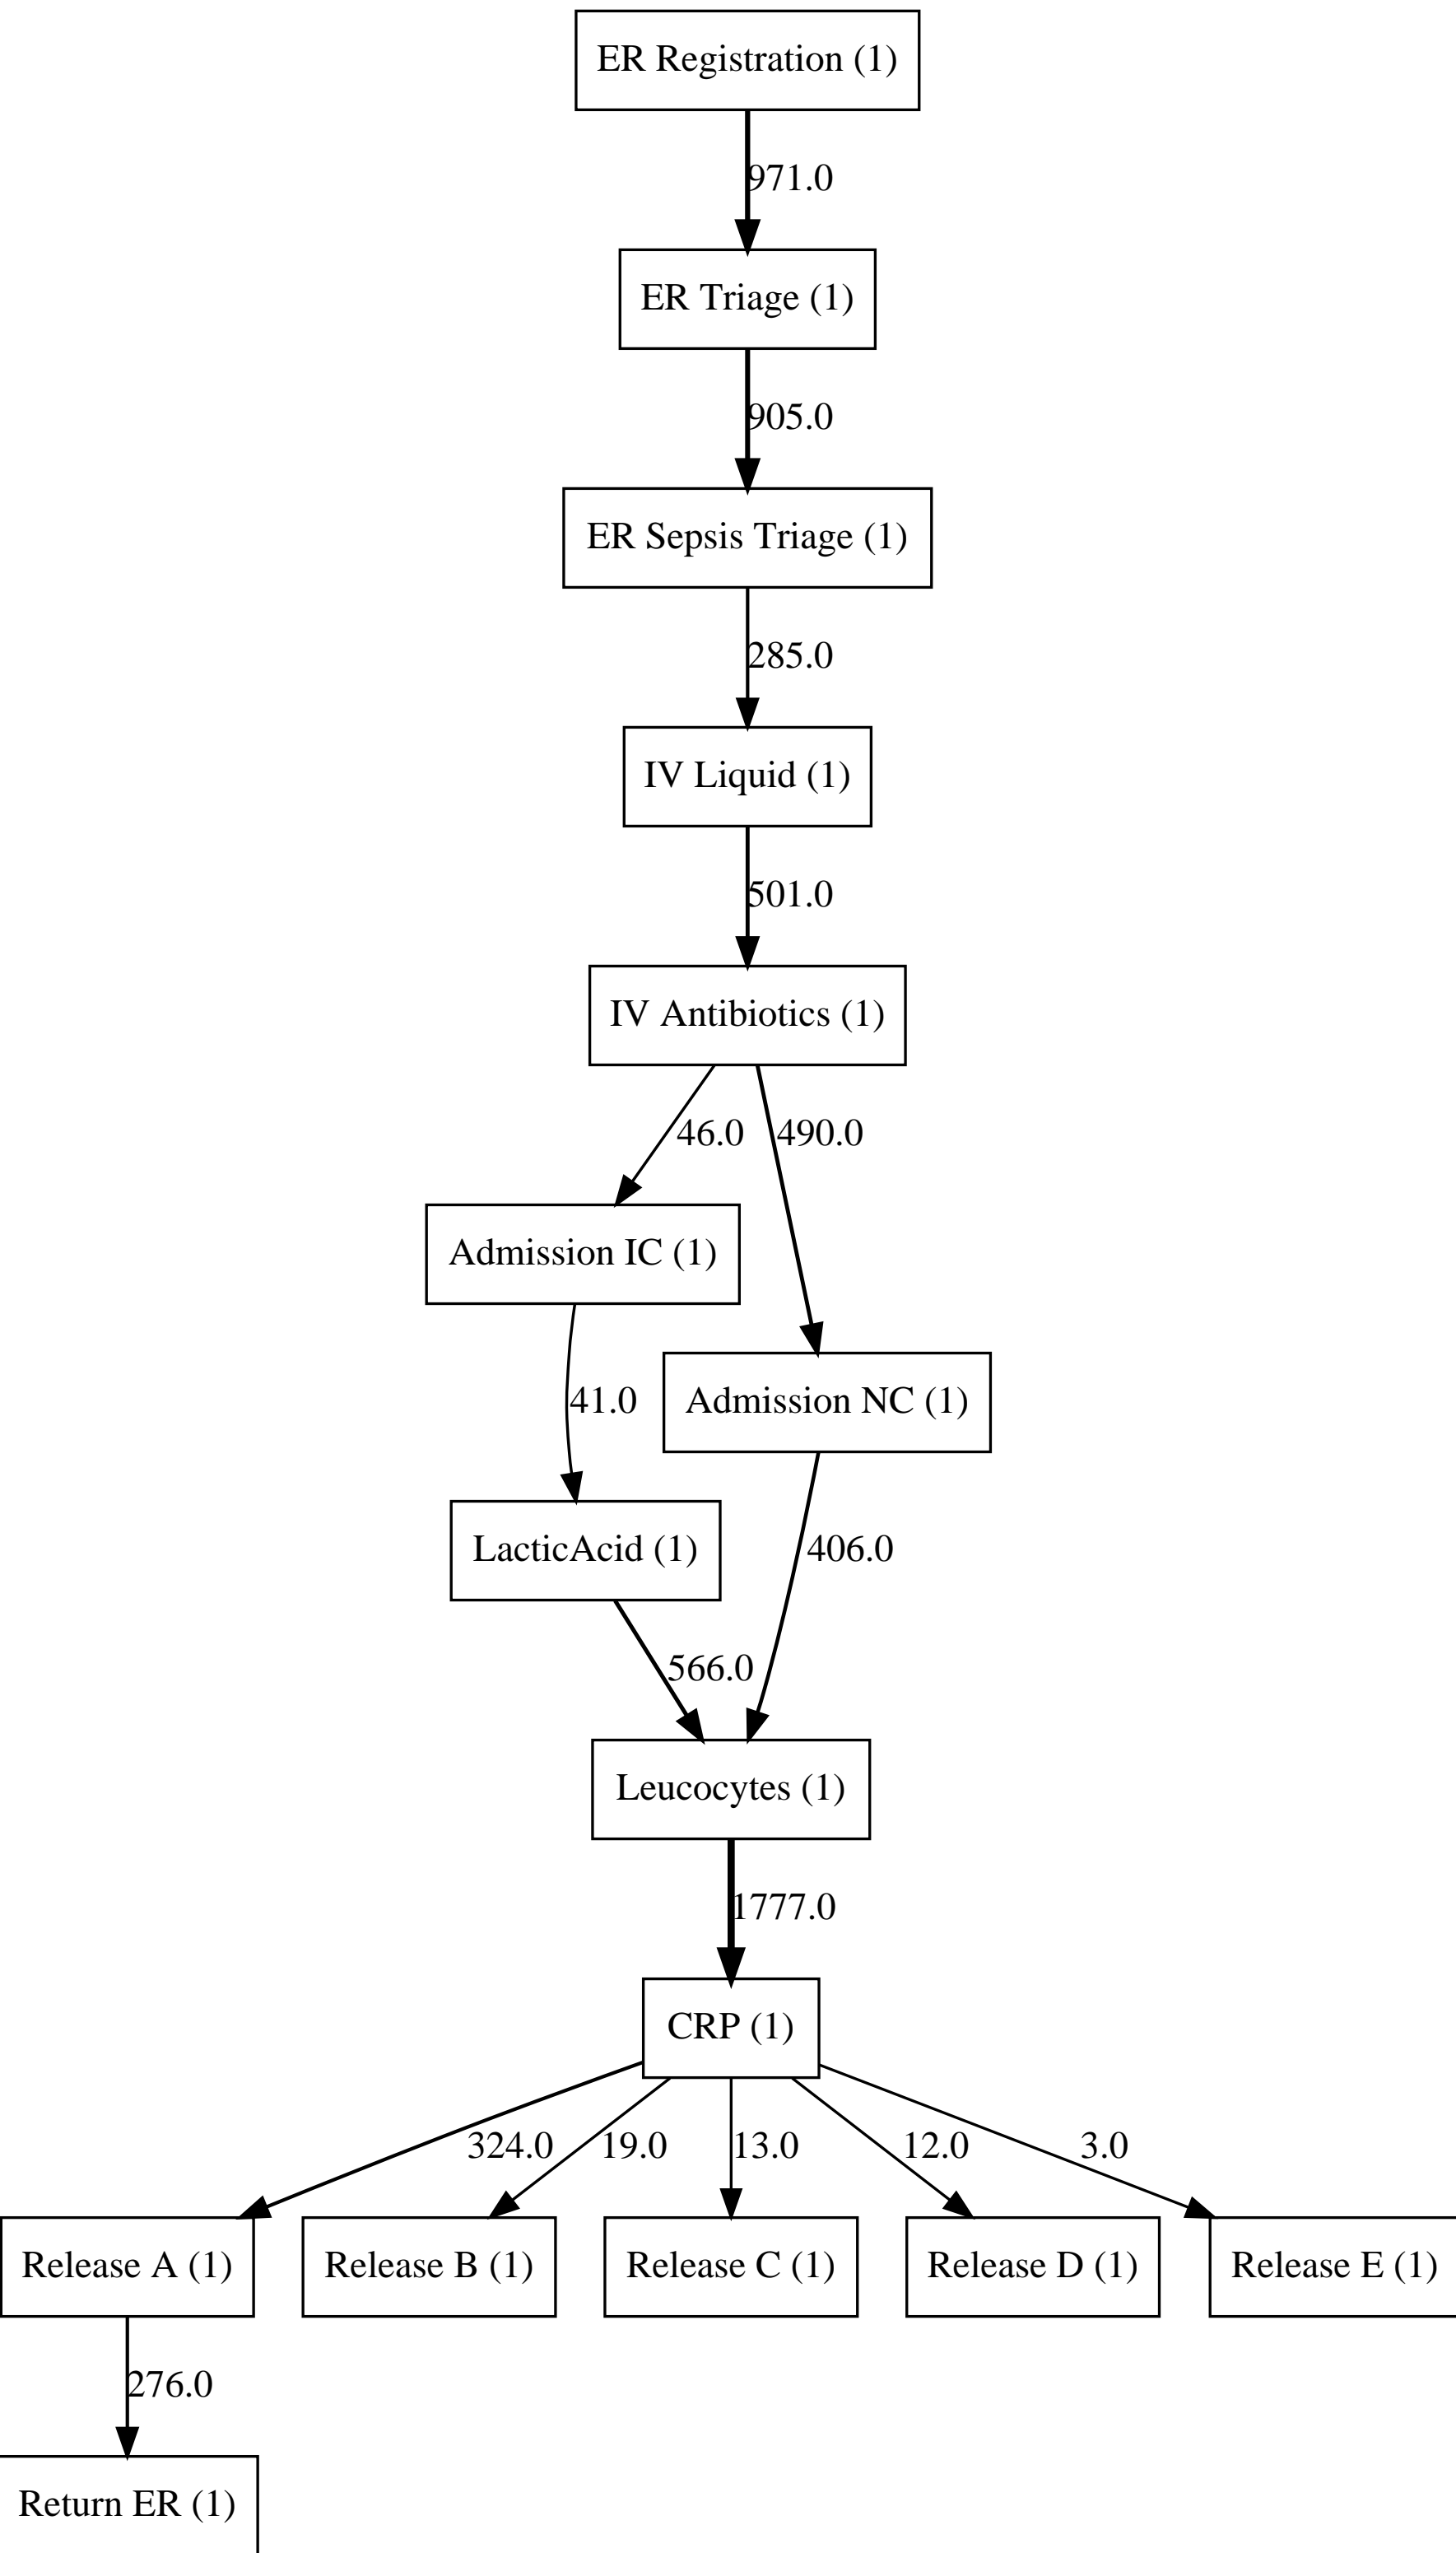 ER Registration (1)
971.0
ER Triage (1)
905.0
ER Sepsis Triage (1)
285.0
IV Liquid (1)
501.0
IV Antibiotics (1)
46.0
490.0
Admission IC (1)
41.0
Admission NC (1)
LacticAcid (1)
406.0
566.0
Leucocytes (1)
1777.0
CRP (1)
324.0
19.0
13.0
12.0
3.0
Release A (1)
Release B (1)
Release C (1)
Release D (1)
Release E (1)
276.0
Return ER (1)